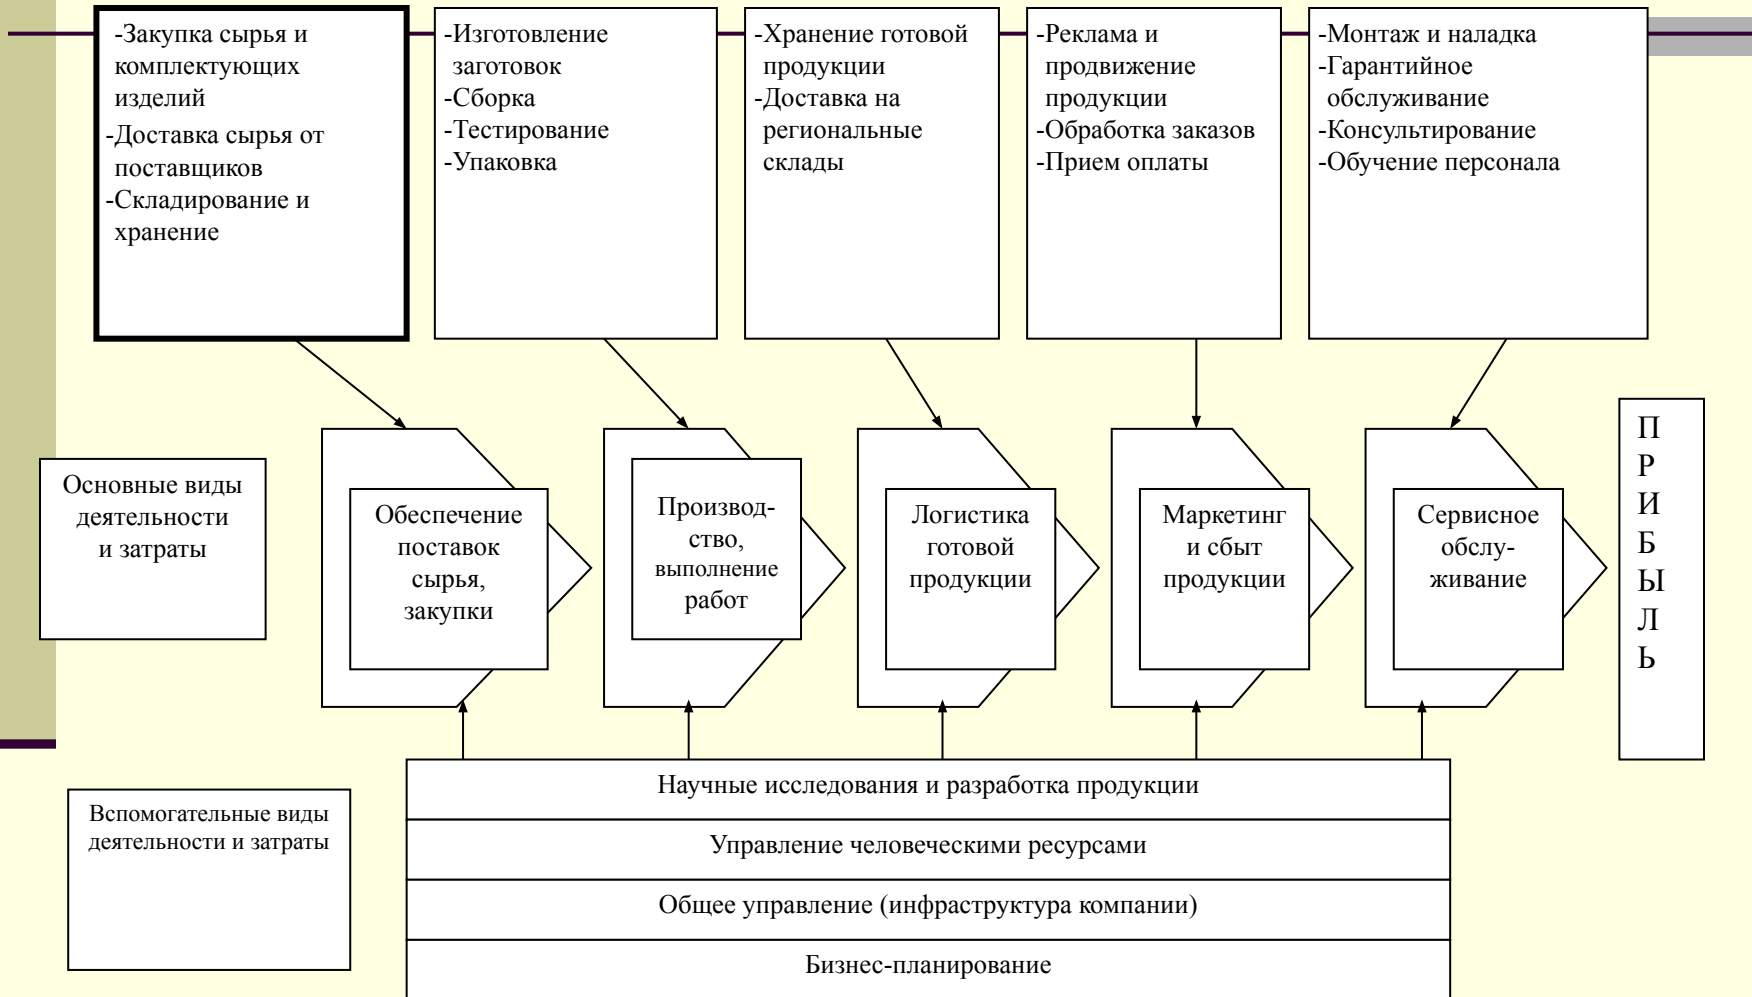 -Закупка сырья и
комплектующих
изделий
-Доставка сырья от
поставщиков
-Складирование и
хранение
-Изготовление
заготовок
-Сборка
-Тестирование
-Упаковка
-Хранение готовой
продукции
-Доставка на
региональные
склады
-Реклама и
продвижение
продукции
-Обработка заказов
-Прием оплаты
-Монтаж и наладка
-Гарантийное
обслуживание
-Консультирование
-Обучение персонала
Основные виды
деятельности
и затраты
Обеспечение
поставок
сырья,
закупки
Производ-
ство,
выполнение
работ
Логистика
готовой
продукции
Маркетинг
и сбыт
продукции
Сервисное
обслу-
живание
П
Р
И
Б
Ы
Л
Ь
Вспомогательные виды
деятельности и затраты
Научные исследования и разработка продукции
Управление человеческими ресурсами
Общее управление (инфраструктура компании)
Бизнес-планирование